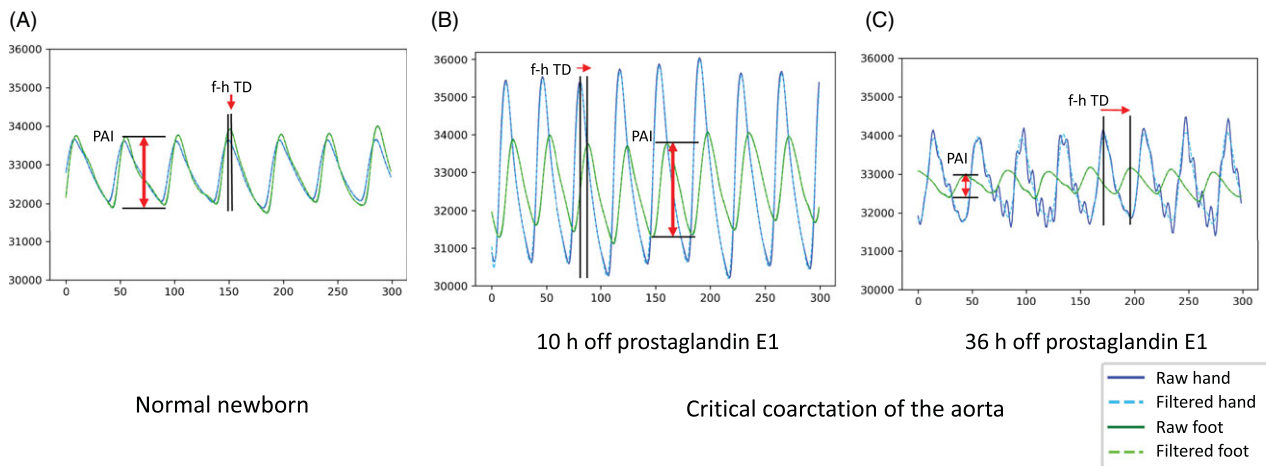 (A)
36000
35000
34000
33000
32000
31000
30000
0
50
100
150
200
250
300
PAI
f-h TD
Normal newborn
(B)
36000
35000
34000
33000
32000
31000
30000
0
50
100
150
200
250
300
f-h TD
PAI
10 h off prostaglandin E1
(C)
36000
35000
34000
33000
32000
31000
30000
0
50
100
150
200
250
300
f-h TD
PAI
36 h off prostaglandin E1
Critical coarctation of the aorta
Raw hand
Filtered hand
Raw foot
Filtered foot